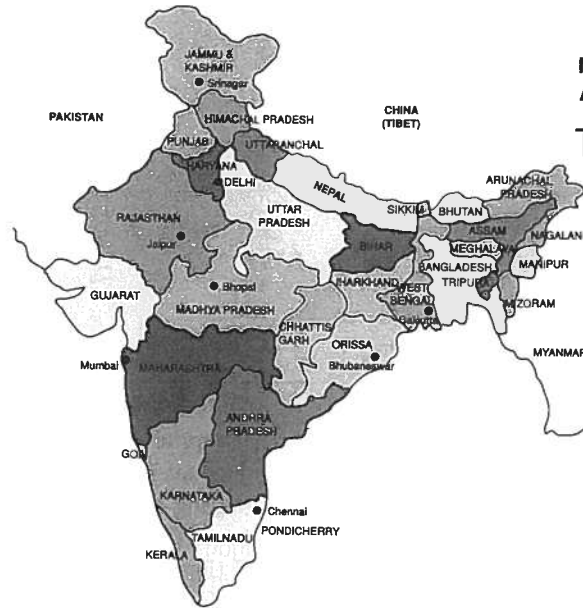 JAMMU &
KASHMIR
Srinagar
PAKISTAN
CHINA
(TIBET)
HIMACHAL PRADESH
PUNJAB
UTTARANCHAL
HARYANA
DELHI
NEPAL
ARUNACHAL
PRADESH
SIKKIM
BHUTAN
RAJASTHAN
UTTAR
PRADESH
ASSAM
NAGALAND
Jaipur
BIHAR
MEGHALAYA
MANIPUR
BANGLADESH
GUJARAT
Bhopal
JHARKHAND
WEST
BENGAL
TRIPURA
MADHYA PRADESH
MIZORAM
CHHATTIS
GARH
ORISSA
Bhubaneswar
MYANMAR
Mumbai
MAHARASHTRA
ANDRRA
PRADESH
GOA
KARNATAKA
Chennai
PONDICHERRY
TAMILNADU
KERALA